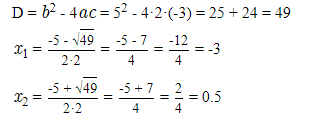 D = b² - 4ac = 5² - 4·2·(-3) = 25 + 24 = 49
x₁ = (-5 - √49)/(2·2) = (-5 - 7)/4 = -12/4 = -3
x₂ = (-5 + √49)/(2·2) = (-5 + 7)/4 = 2/4 = 0.5